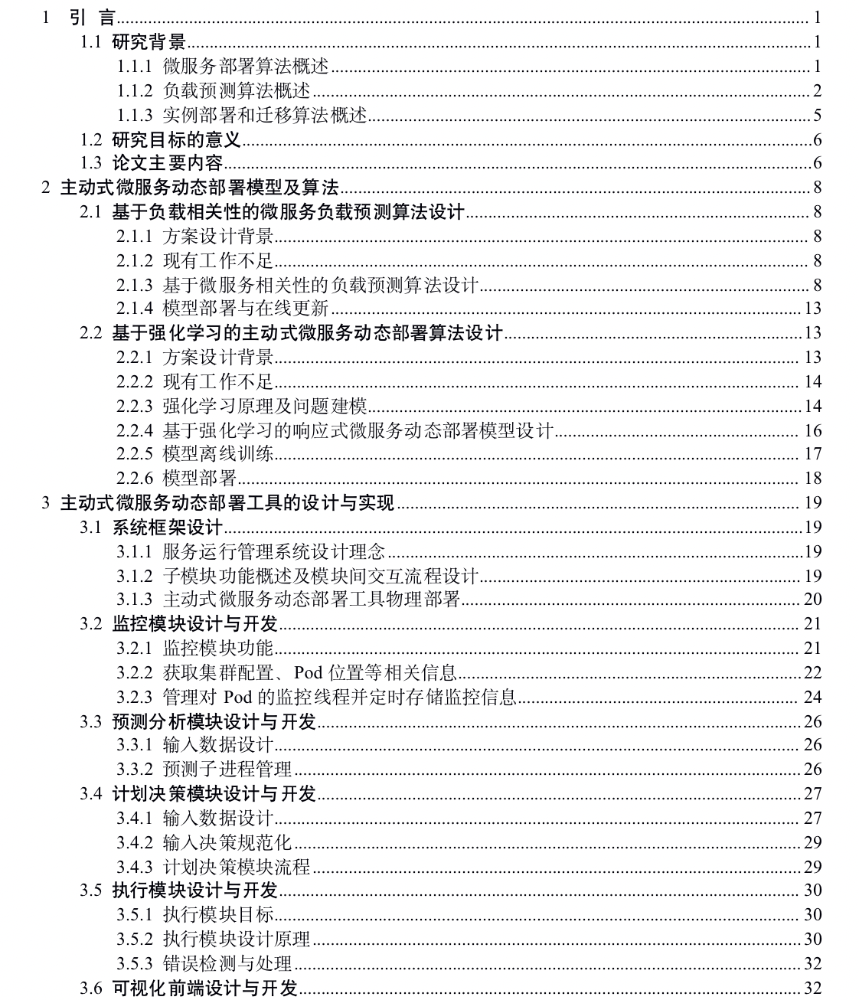 1 引 言 1
1.1 研究背景 1
1.1.1 微服务部署算法概述 1
1.1.2 负载预测算法概述 2
1.1.3 实例部署和迁移算法概述 5
1.2 研究目标的意义 6
1.3 论文主要内容 6
2 主动式微服务动态部署模型及算法 8
2.1 基于负载相关性的微服务负载预测算法设计 8
2.1.1 方案设计背景 8
2.1.2 现有工作不足 8
2.1.3 基于微服务相关性的负载预测算法设计 8
2.1.4 模型部署与在线更新 13
2.2 基于强化学习的主动式微服务动态部署算法设计 13
2.2.1 方案设计背景 13
2.2.2 现有工作不足 14
2.2.3 强化学习原理及问题建模 14
2.2.4 基于强化学习的响应式微服务动态部署模型设计 16
2.2.5 模型离线训练 17
2.2.6 模型部署 18
3 主动式微服务动态部署工具的设计与实现 19
3.1 系统框架设计 19
3.1.1 服务运行管理系统设计理念 19
3.1.2 子模块功能概述及模块间交互流程设计 19
3.1.3 主动式微服务动态部署工具物理部署 20
3.2 监控模块设计与开发 21
3.2.1 监控模块功能 21
3.2.2 获取集群配置、Pod 位置等相关信息 22
3.2.3 管理对 Pod 的监控线程并定时存储监控信息 24
3.3 预测分析模块设计与开发 26
3.3.1 输入数据设计 26
3.3.2 预测子进程管理 26
3.4 计划决策模块设计与开发 27
3.4.1 输入数据设计 27
3.4.2 输入决策规范化 29
3.4.3 计划决策模块流程 29
3.5 执行模块设计与开发 30
3.5.1 执行模块目标 30
3.5.2 执行模块设计原理 30
3.5.3 错误检测与处理 32
3.6 可视化前端设计与开发 32